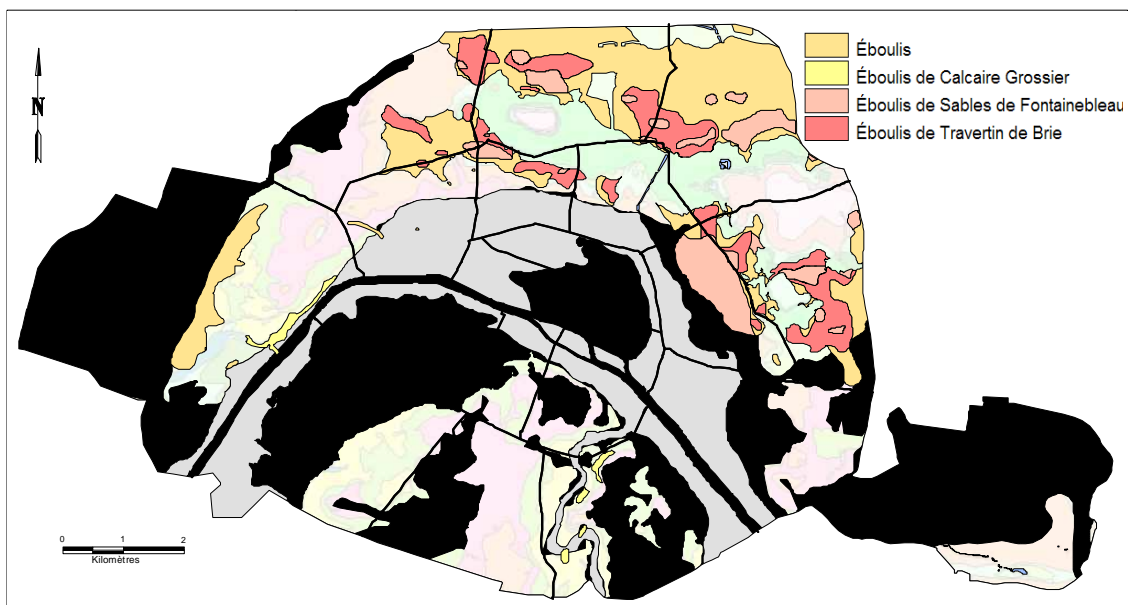 N
Éboulis
Éboulis de Calcaire Grossier
Éboulis de Sables de Fontainebleau
Éboulis de Travertin de Brie
0 1 2
Kilomètres